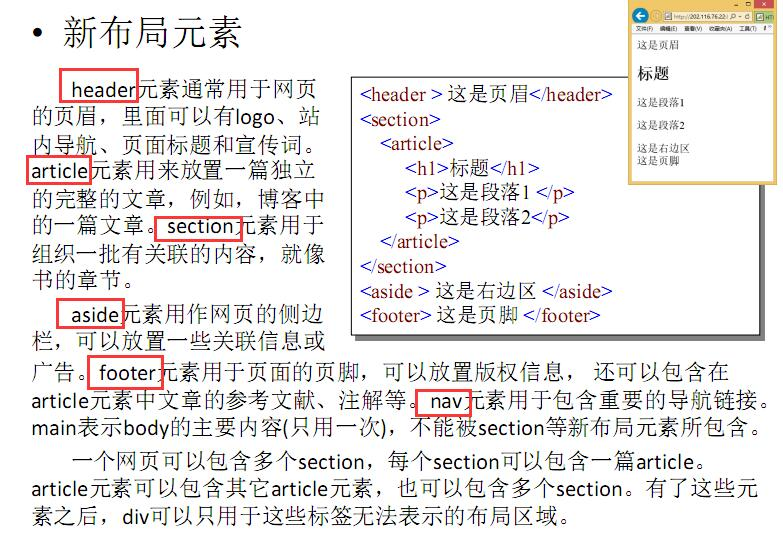 • 新布局元素
header元素通常用于网页
的页眉，里面可以有logo、站
内导航、页面标题和宣传词。
article元素用来放置一篇独立
的完整的文章，例如，博客中
的一篇文章。section元素用于
组织一批有关联的内容，就像
书的章节。
aside元素用作网页的侧边
栏，可以放置一些关联信息或
广告。footer元素用于页面的页脚，可以放置版权信息， 还可以包含在
article元素中文章的参考文献、注解等。nav元素用于包含重要的导航链接。
main表示body的主要内容(只用一次)，不能被section等新布局元素所包含。
一个网页可以包含多个section，每个section可以包含一篇article。
article元素可以包含其它article元素，也可以包含多个section。有了这些元
素之后，div可以只用于这些标签无法表示的布局区域。
<header > 这是页眉</header>
<section>
<article>
<h1>标题</h1>
<p>这是段落1 </p>
<p>这是段落2</p>
</article>
</section>
<aside > 这是右边区 </aside>
<footer> 这是页脚 </footer>
http://202.116.76.22
文件(F) 编辑(E) 查看(V) 收藏夹(A) 工具(T)
这是页眉
标题
这是段落1
这是段落2
这是右边区
这是页脚